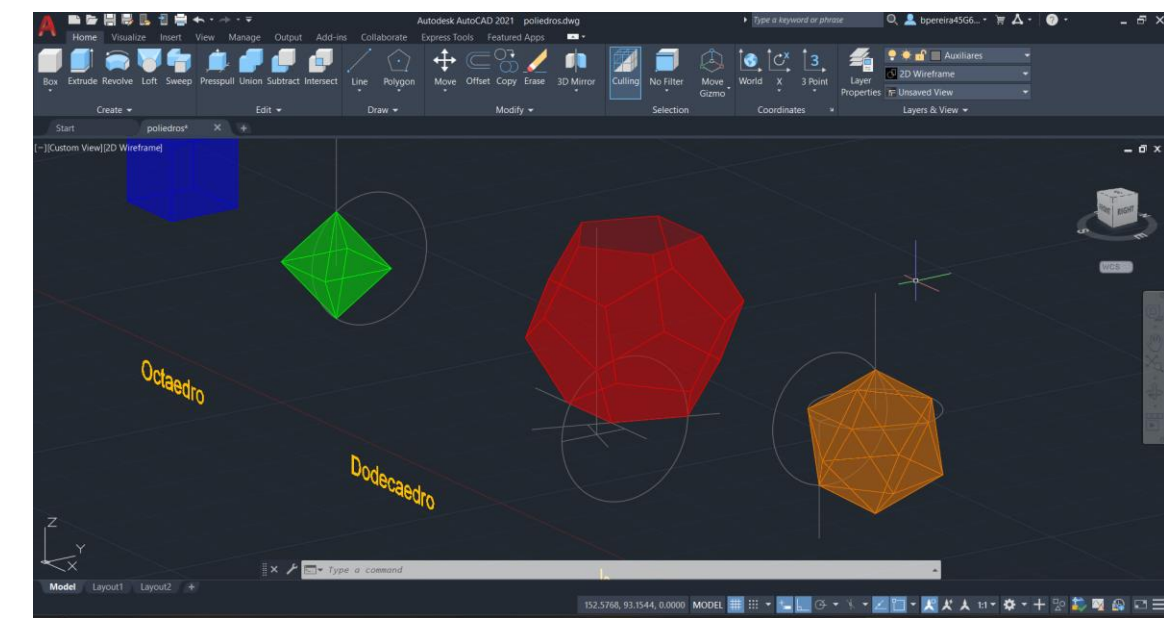 Autodesk AutoCAD 2021 poliedros.dwg
Type a keyword or phrase
bpereira45G6...
Home Visualize Insert View Manage Output Add-ins Collaborate Express Tools Featured Apps
Box Extrude Revolve Loft Sweep Presspull Union Subtract Intersect Line Polygon Move Offset Copy Erase 3D Mirror Culling No Filter Move Gizmo World X 3 Point Layer Properties
Auxiliares
2D Wireframe
Unsaved View
Create Edit Draw Modify Selection Coordinates Layers & View
Start poliedros*
[−][Custom View][2D Wireframe]
RIGHT
S
WCS
Octaedro
Dodecaedro
Z
Y
X
Type a command
Model Layout1 Layout2 +
152.5768, 93.1544, 0.0000 MODEL 1:1